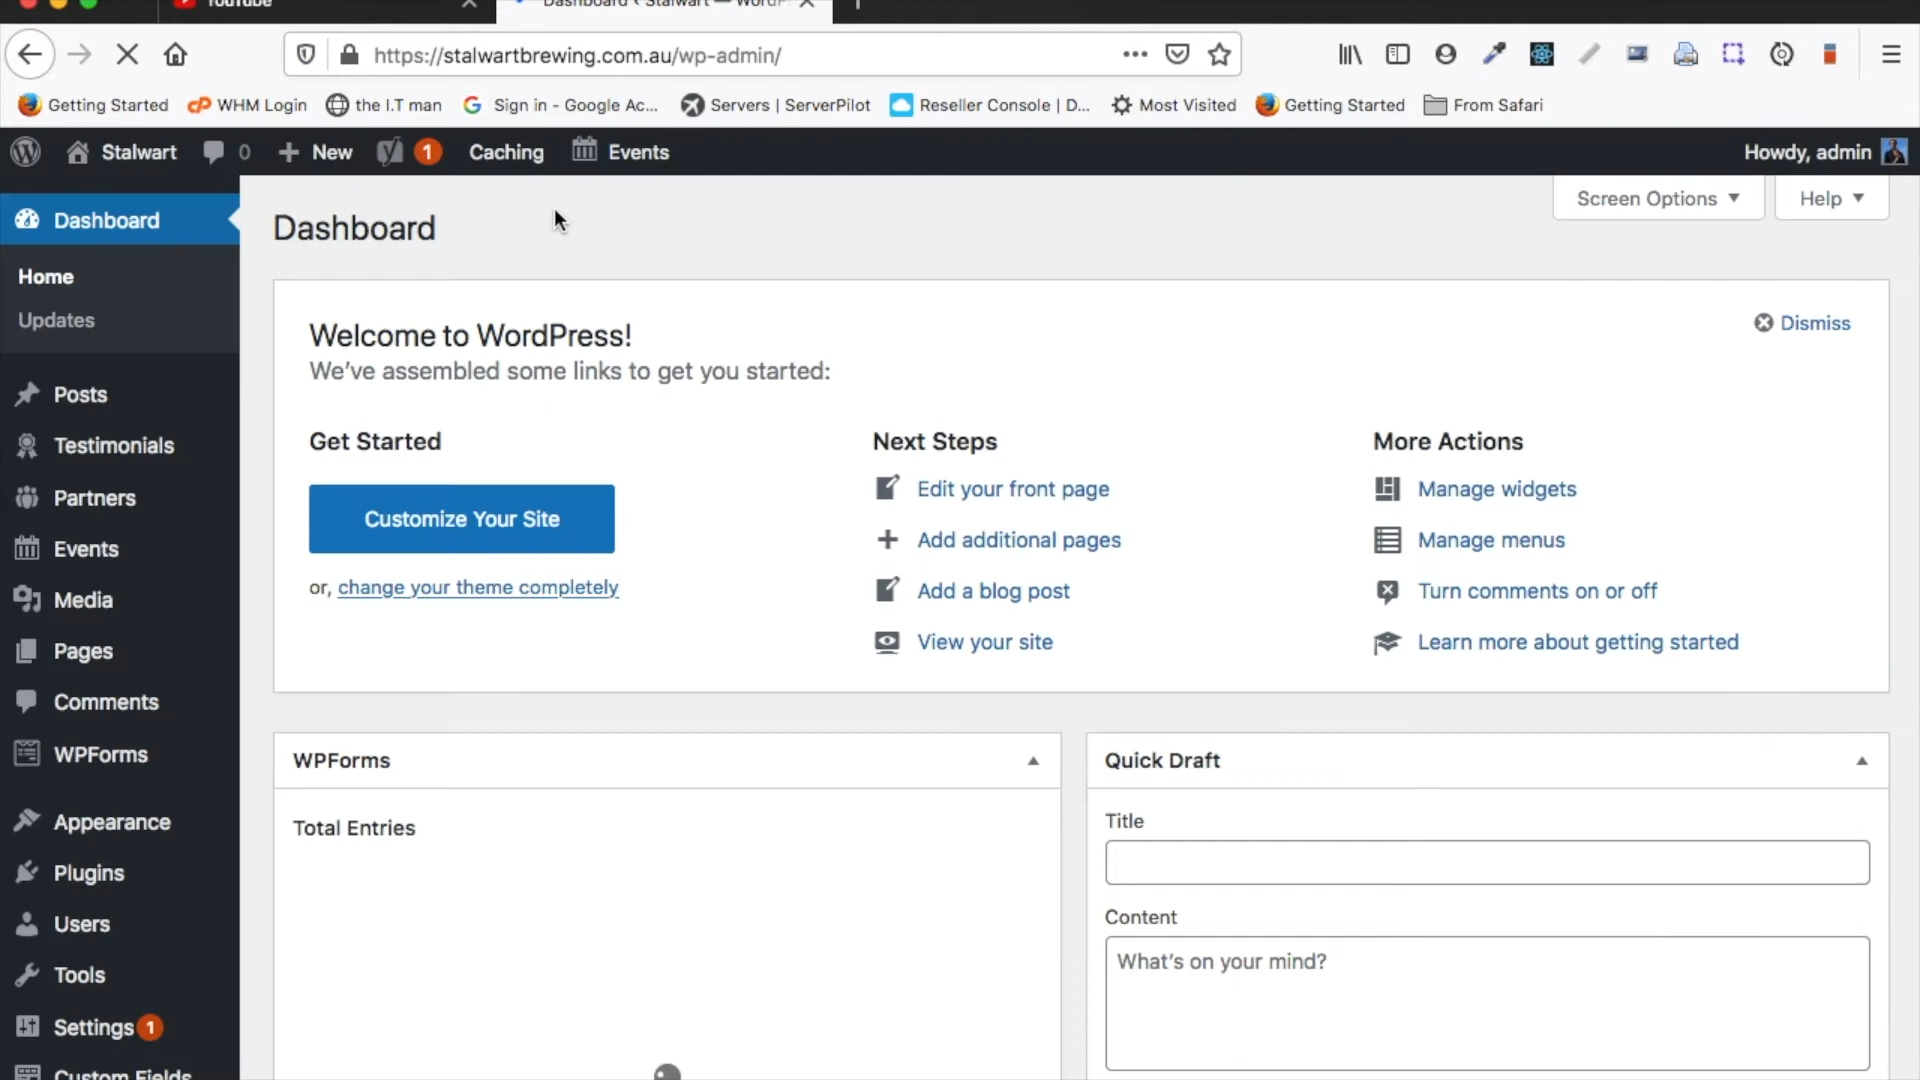 YouTube
Dashboard ‹ Stalwart — WordP
https://stalwartbrewing.com.au/wp-admin/
Getting Started
WHM Login
the I.T man
Sign in - Google Ac...
Servers | ServerPilot
Reseller Console | D...
Most Visited
Getting Started
From Safari
Stalwart
0
New
1
Caching
Events
Howdy, admin
Dashboard
Home
Updates
Posts
Testimonials
Partners
Events
Media
Pages
Comments
WPForms
Appearance
Plugins
Users
Tools
Settings 1
Custom Fields
Screen Options
Help
Dashboard
Welcome to WordPress!
We've assembled some links to get you started:
Dismiss
Get Started
Customize Your Site
or, change your theme completely
Next Steps
Edit your front page
Add additional pages
Add a blog post
View your site
More Actions
Manage widgets
Manage menus
Turn comments on or off
Learn more about getting started
WPForms
Total Entries
Quick Draft
Title
Content
What's on your mind?